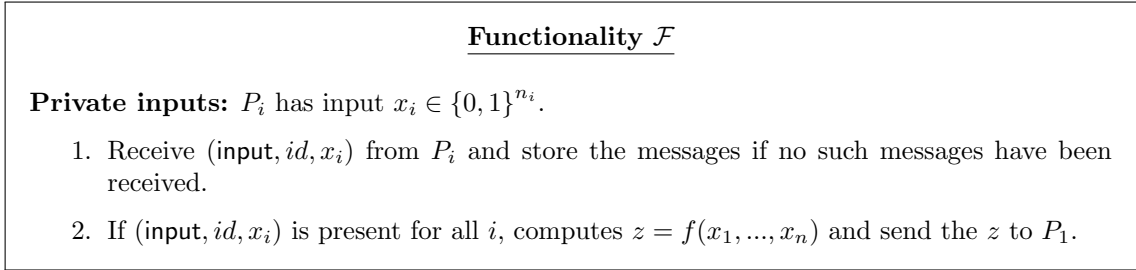 Functionality $\mathcal{F}$
Private inputs: $P_i$ has input $x_i \in \{0, 1\}^{n_i}$.
1. Receive (input, $id$, $x_i$) from $P_i$ and store the messages if no such messages have been
received.
2. If (input, $id$, $x_i$) is present for all $i$, computes $z = f(x_1, ..., x_n)$ and send the $z$ to $P_1$.